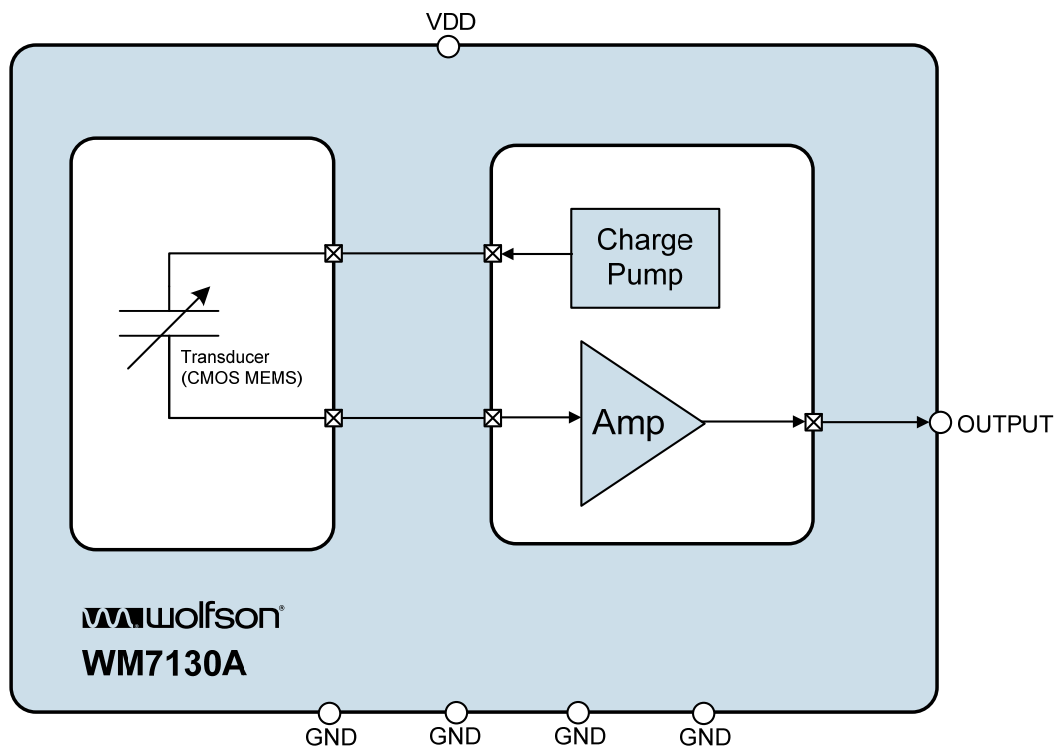 VDD
Charge
Pump
Transducer
(CMOS MEMS)
Amp
OUTPUT
wolfson®
WM7130A
GND
GND
GND
GND